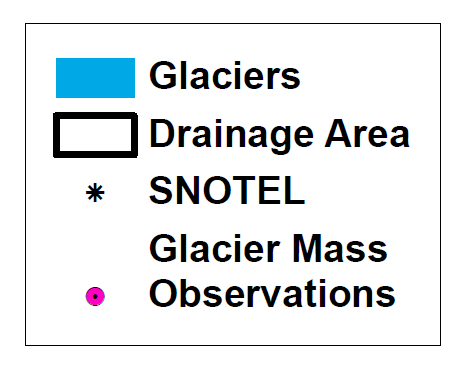 Glaciers
Drainage Area
SNOTEL
Glacier Mass
Observations